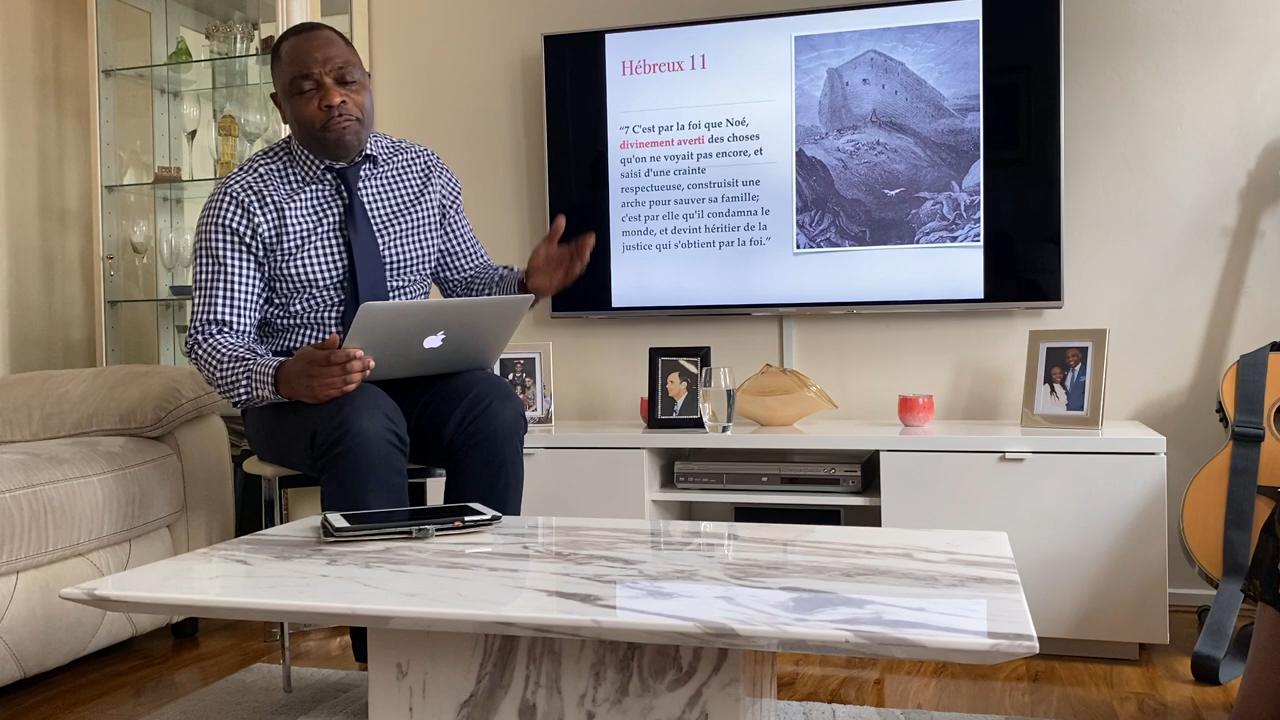 Hébreux 11
“7 C'est par la foi que Noé,
divinement averti des choses
qu'on ne voyait pas encore, et
saisi d'une crainte
respectueuse, construisit une
arche pour sauver sa famille;
c'est par elle qu'il condamna le
monde, et devint héritier de la
justice qui s'obtient par la foi.”